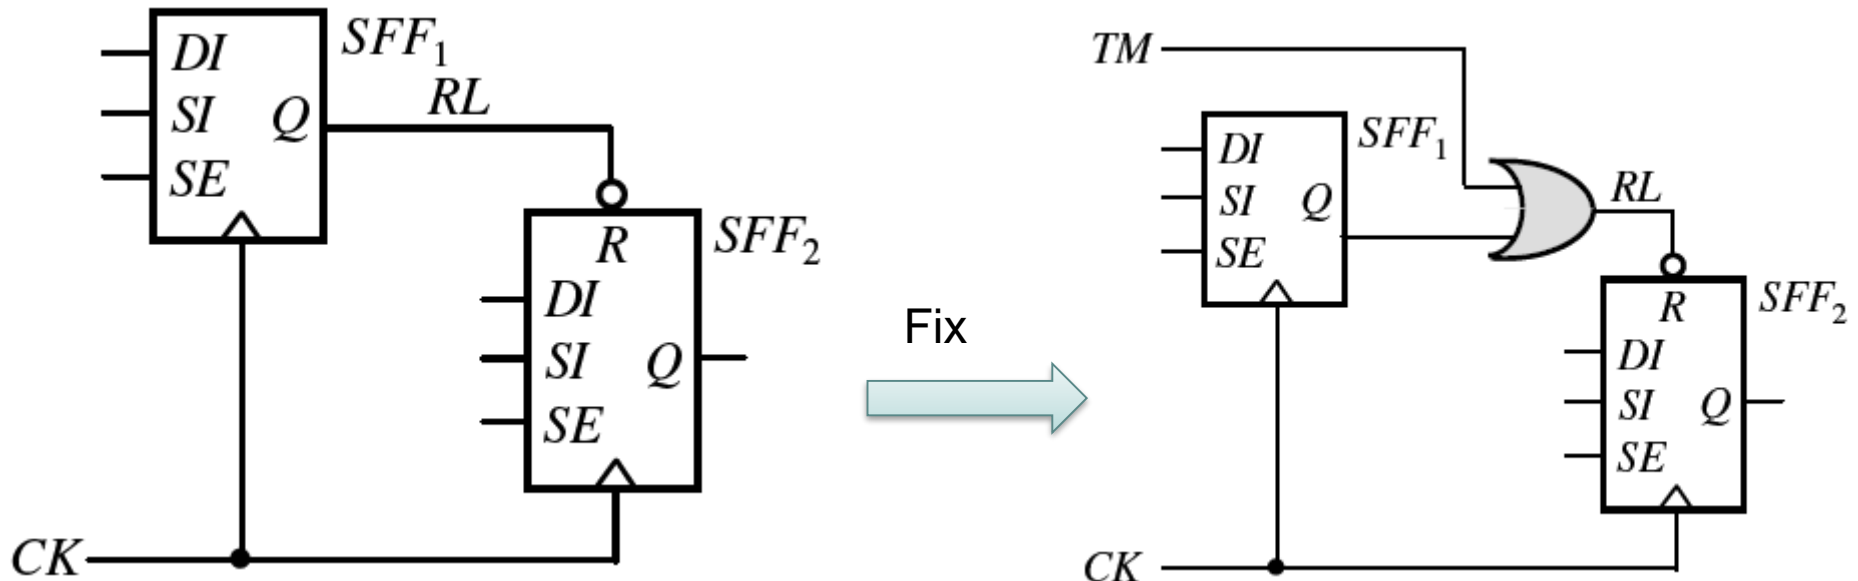 SFF1
DI
SI
Q
SE
RL
R
SFF2
DI
SI
Q
SE
CK
Fix
TM
SFF1
DI
SI
Q
SE
RL
R
SFF2
DI
SI
Q
SE
CK